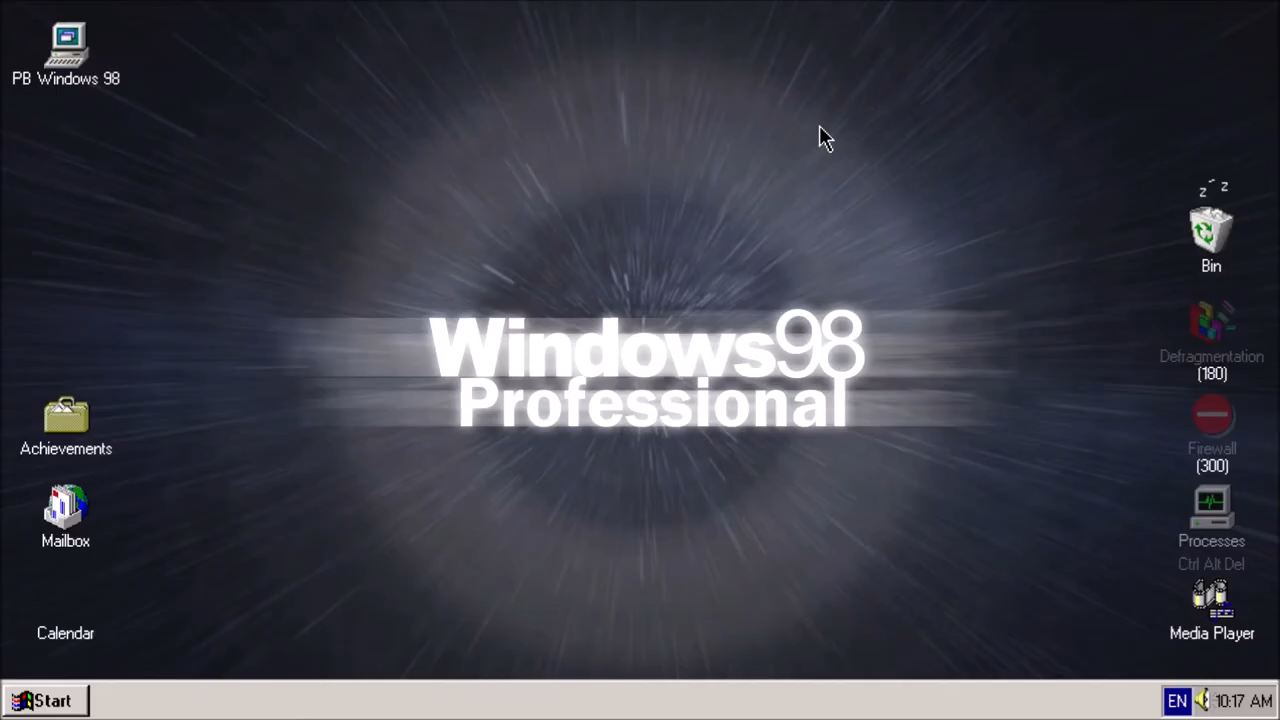 PB Windows 98
z z
Bin
Defragmentation
(180)
Windows98
Professional
Achievements
Firewall
(300)
Mailbox
Processes
Ctrl Alt Del
Calendar
Media Player
Start
EN
10:17 AM